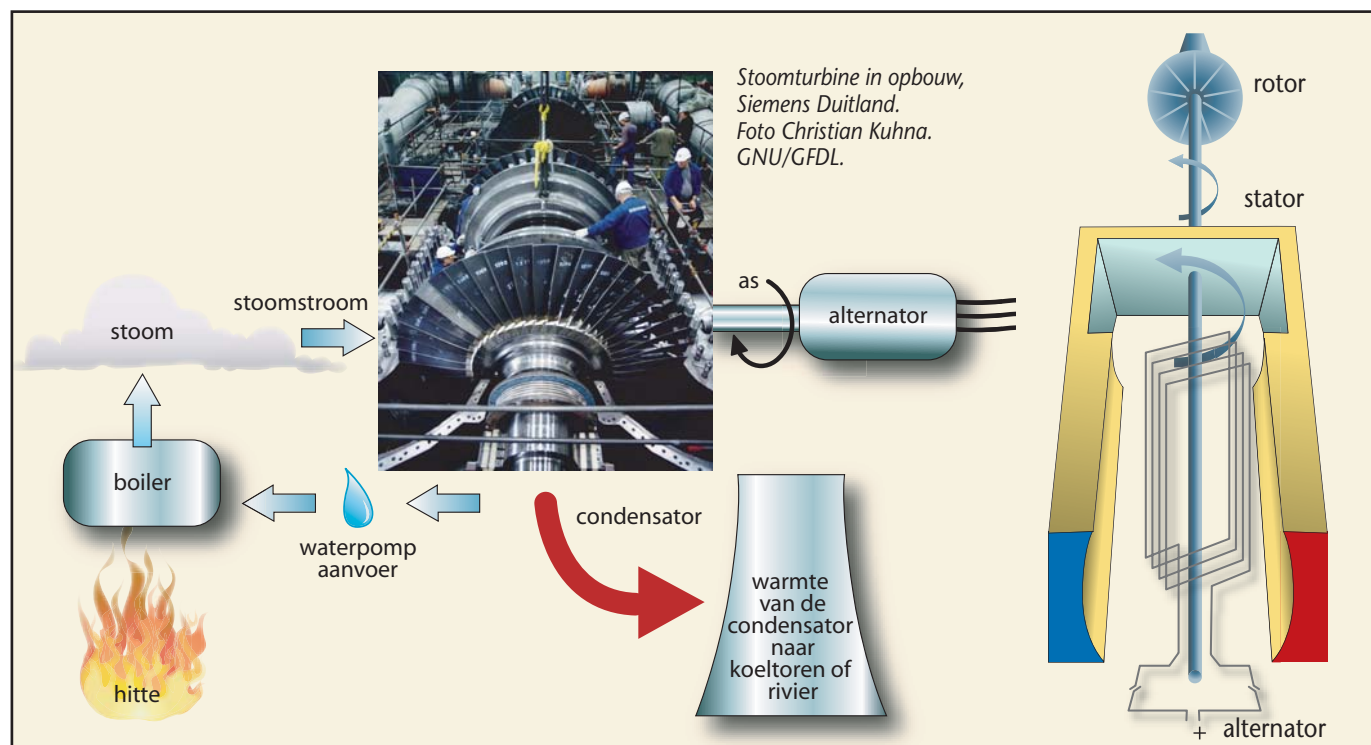 Stoomturbine in opbouw,
Siemens Duitland.
Foto Christian Kuhna.
GNU/GFDL.
rotor
stator
stoomstroom
stoom
as
alternator
boiler
waterpomp
aanvoer
condensator
hitte
warmte
van de
condensator
naar
koeltoren of
rivier
+ alternator